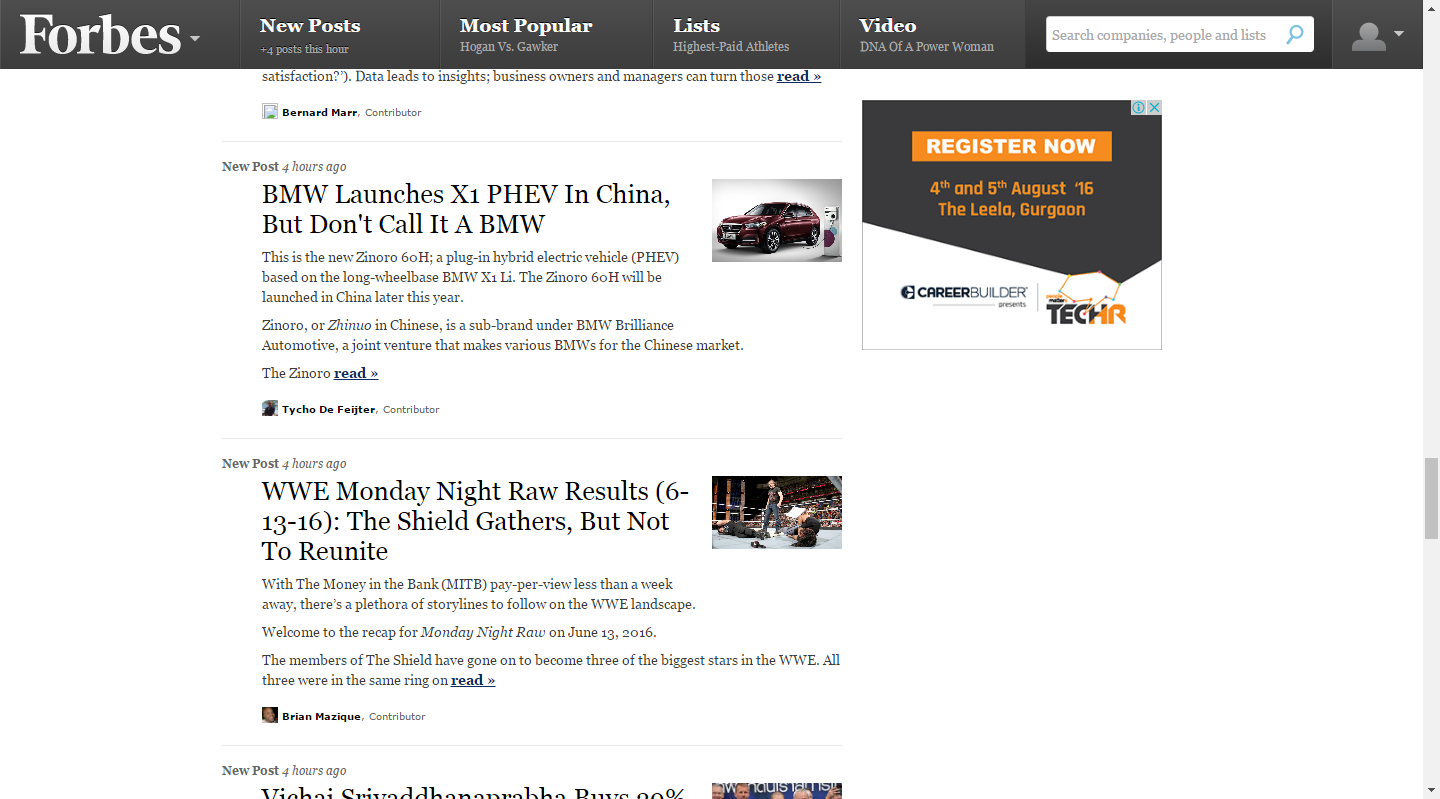 Forbes
New Posts
+4 posts this hour
Most Popular
Hogan Vs. Gawker
Lists
Highest-Paid Athletes
Video
DNA Of A Power Woman
Search companies, people and lists
satisfaction?'). Data leads to insights; business owners and managers can turn those read »
Bernard Marr, Contributor
New Post 4 hours ago
BMW Launches X1 PHEV In China,
But Don't Call It A BMW
This is the new Zinoro 60H; a plug-in hybrid electric vehicle (PHEV)
based on the long-wheelbase BMW X1 Li. The Zinoro 60H will be
launched in China later this year.
Zinoro, or Zhinuo in Chinese, is a sub-brand under BMW Brilliance
Automotive, a joint venture that makes various BMWs for the Chinese market.
The Zinoro read »
Tycho De Feijter, Contributor
New Post 4 hours ago
WWE Monday Night Raw Results (6-
13-16): The Shield Gathers, But Not
To Reunite
With The Money in the Bank (MITB) pay-per-view less than a week
away, there's a plethora of storylines to follow on the WWE landscape.
Welcome to the recap for Monday Night Raw on June 13, 2016.
The members of The Shield have gone on to become three of the biggest stars in the WWE. All
three were in the same ring on read »
Brian Mazique, Contributor
New Post 4 hours ago
Vichai Srivaddhanaprabha Buys 30%
REGISTER NOW
4th and 5th August '16
The Leela, Gurgaon
CAREERBUILDER
presents
people matters
TECHR